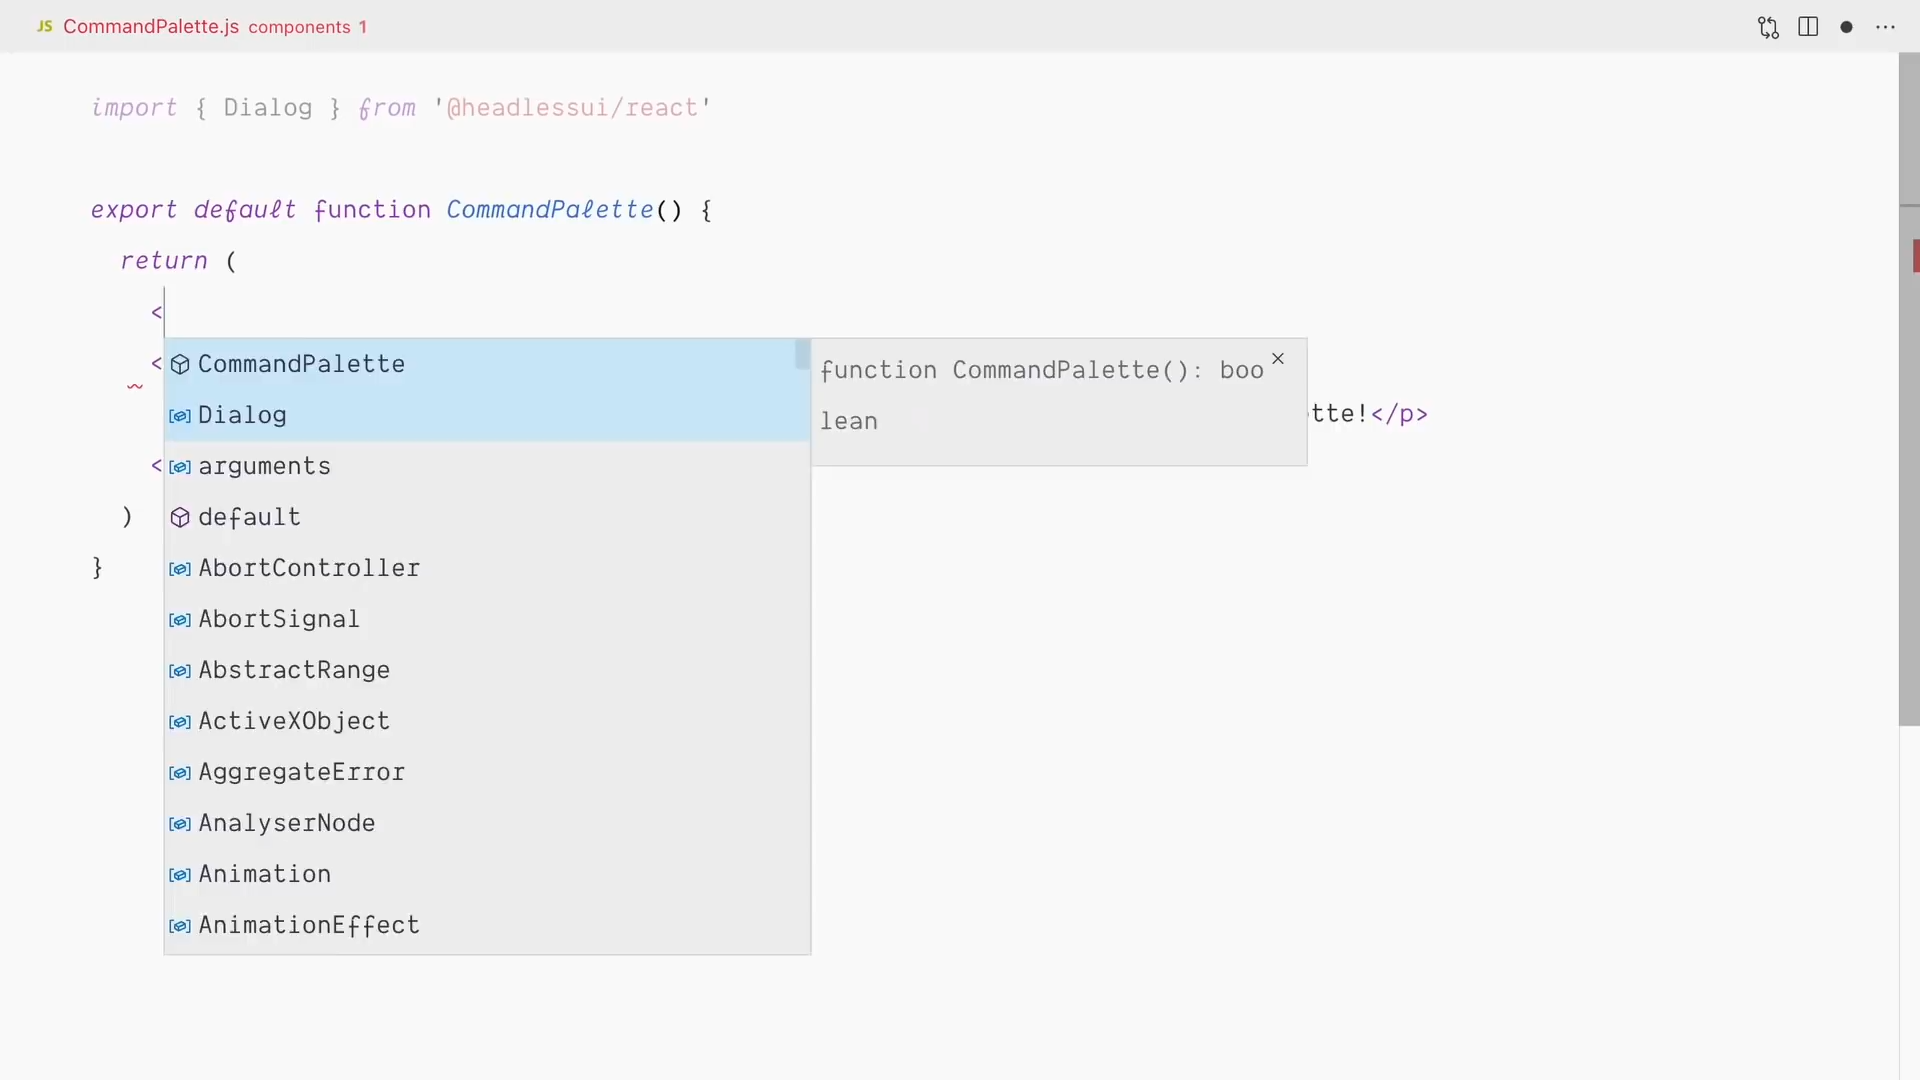 JS CommandPalette.js components 1
import { Dialog } from '@headlessui/react'
export default function CommandPalette() {
return (
<
<
tte!</p>
<
)
}
CommandPalette
Dialog
arguments
default
AbortController
AbortSignal
AbstractRange
ActiveXObject
AggregateError
AnalyserNode
Animation
AnimationEffect
function CommandPalette(): boo
lean